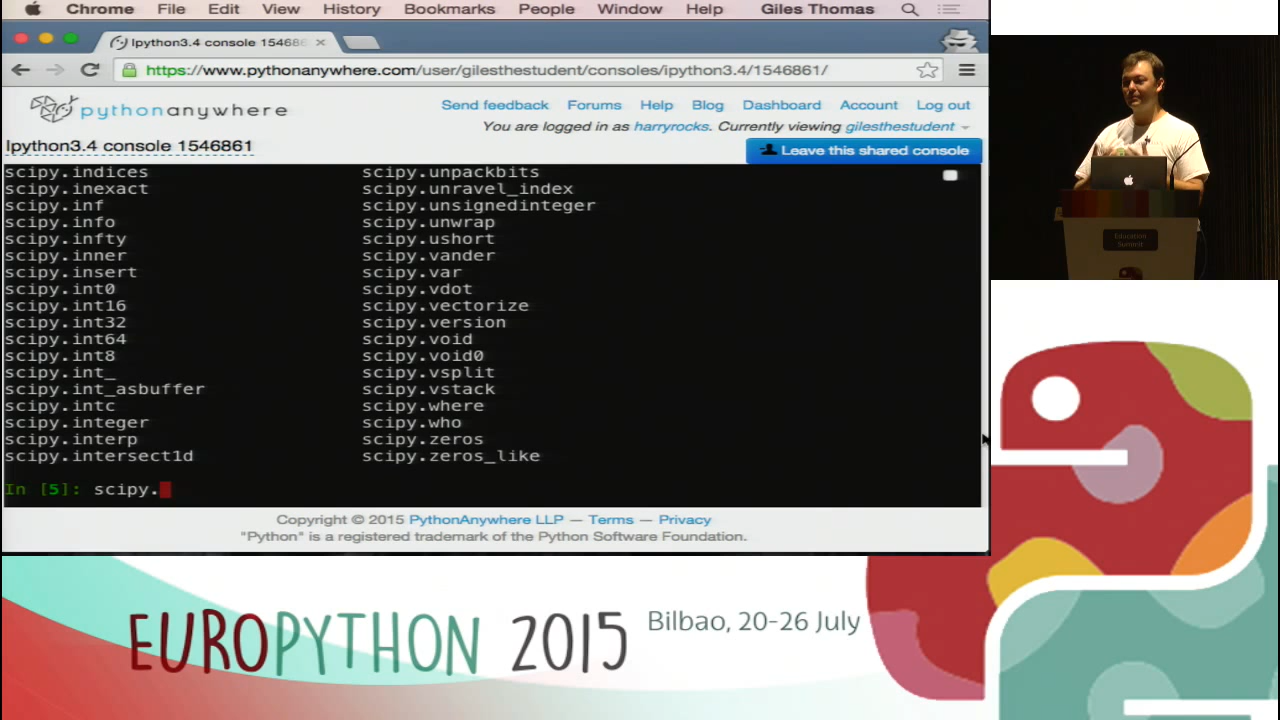 Chrome File Edit View History Bookmarks People Window Help Giles Thomas
Ipython3.4 console 154686
https://www.pythonanywhere.com/user/gilesthestudent/consoles/ipython3.4/1546861/
pythonanywhere
Send feedback Forums Help Blog Dashboard Account Log out
You are logged in as harryrocks. Currently viewing gilesthestudent
Ipython3.4 console 1546861
Leave this shared console
scipy.indices scipy.unpackbits
scipy.inexact scipy.unravel_index
scipy.inf scipy.unsignedinteger
scipy.info scipy.unwrap
scipy.infty scipy.ushort
scipy.inner scipy.vander
scipy.insert scipy.var
scipy.int0 scipy.vdot
scipy.int16 scipy.vectorize
scipy.int32 scipy.version
scipy.int64 scipy.void
scipy.int8 scipy.void0
scipy.int_ scipy.vsplit
scipy.int_asbuffer scipy.vstack
scipy.intc scipy.where
scipy.integer scipy.who
scipy.interp scipy.zeros
scipy.intersect1d scipy.zeros_like
In [5]: scipy.
Copyright © 2015 PythonAnywhere LLP — Terms — Privacy
"Python" is a registered trademark of the Python Software Foundation.
Education
Summit
EUROPYTHON 2015 Bilbao, 20-26 July